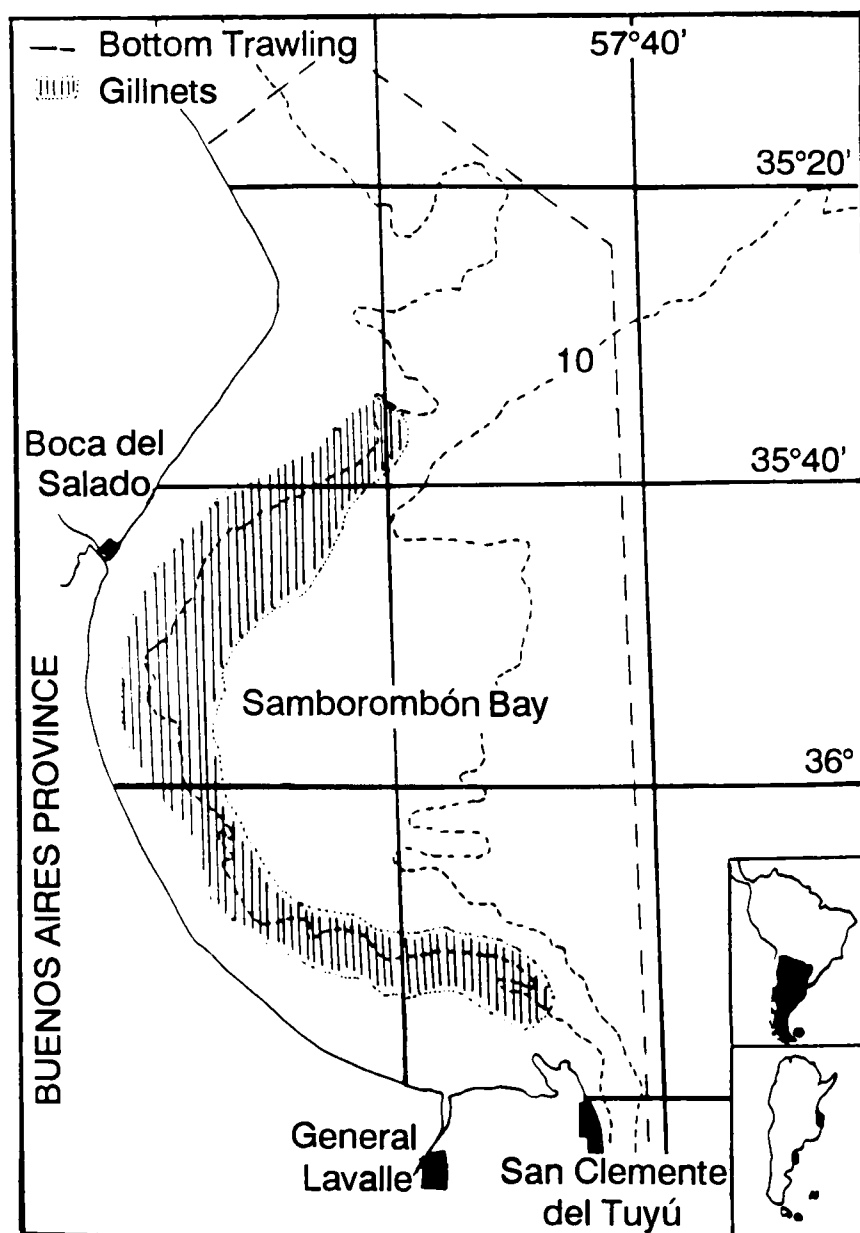 Bottom Trawling
Gillnets
57°40'
35°20'
10
Boca del
Salado
35°40'
Samborombón Bay
36°
BUENOS AIRES PROVINCE
General
Lavalle
San Clemente
del Tuyú